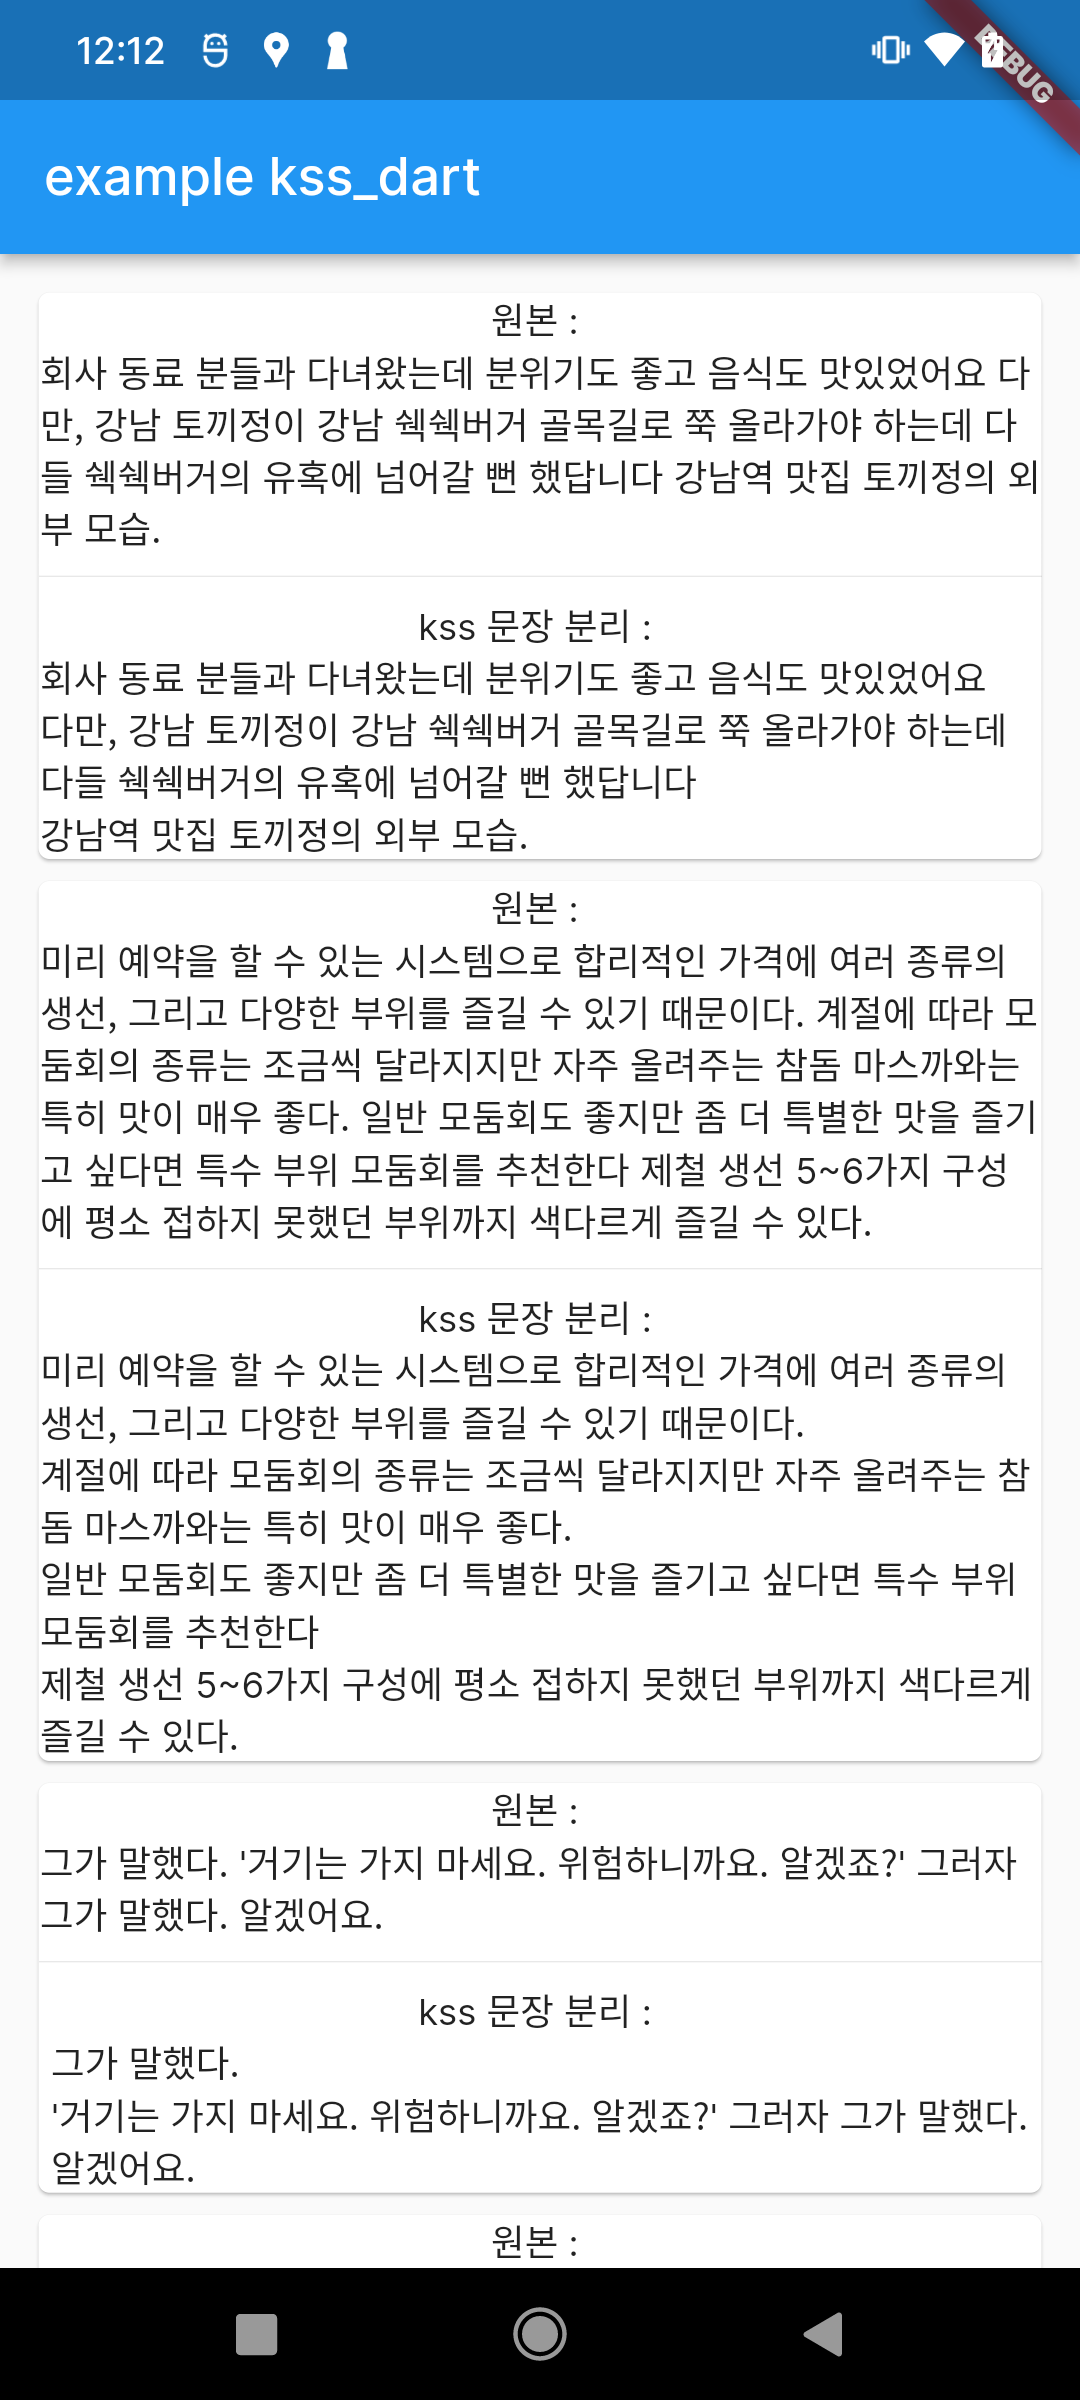 12:12
DEBUG
example kss_dart
원본 :
회사 동료 분들과 다녀왔는데 분위기도 좋고 음식도 맛있었어요 다
만, 강남 토끼정이 강남 쉑쉑버거 골목길로 쭉 올라가야 하는데 다
들 쉑쉑버거의 유혹에 넘어갈 뻔 했답니다 강남역 맛집 토끼정의 외
부 모습.
kss 문장 분리 :
회사 동료 분들과 다녀왔는데 분위기도 좋고 음식도 맛있었어요
다만, 강남 토끼정이 강남 쉑쉑버거 골목길로 쭉 올라가야 하는데
다들 쉑쉑버거의 유혹에 넘어갈 뻔 했답니다
강남역 맛집 토끼정의 외부 모습.
원본 :
미리 예약을 할 수 있는 시스템으로 합리적인 가격에 여러 종류의
생선, 그리고 다양한 부위를 즐길 수 있기 때문이다. 계절에 따라 모
둠회의 종류는 조금씩 달라지지만 자주 올려주는 참돔 마스까와는
특히 맛이 매우 좋다. 일반 모둠회도 좋지만 좀 더 특별한 맛을 즐기
고 싶다면 특수 부위 모둠회를 추천한다 제철 생선 5~6가지 구성
에 평소 접하지 못했던 부위까지 색다르게 즐길 수 있다.
kss 문장 분리 :
미리 예약을 할 수 있는 시스템으로 합리적인 가격에 여러 종류의
생선, 그리고 다양한 부위를 즐길 수 있기 때문이다.
계절에 따라 모둠회의 종류는 조금씩 달라지지만 자주 올려주는 참
돔 마스까와는 특히 맛이 매우 좋다.
일반 모둠회도 좋지만 좀 더 특별한 맛을 즐기고 싶다면 특수 부위
모둠회를 추천한다
제철 생선 5~6가지 구성에 평소 접하지 못했던 부위까지 색다르게
즐길 수 있다.
원본 :
그가 말했다. '거기는 가지 마세요. 위험하니까요. 알겠죠?' 그러자
그가 말했다. 알겠어요.
kss 문장 분리 :
그가 말했다.
'거기는 가지 마세요. 위험하니까요. 알겠죠?' 그러자 그가 말했다.
알겠어요.
원본 :